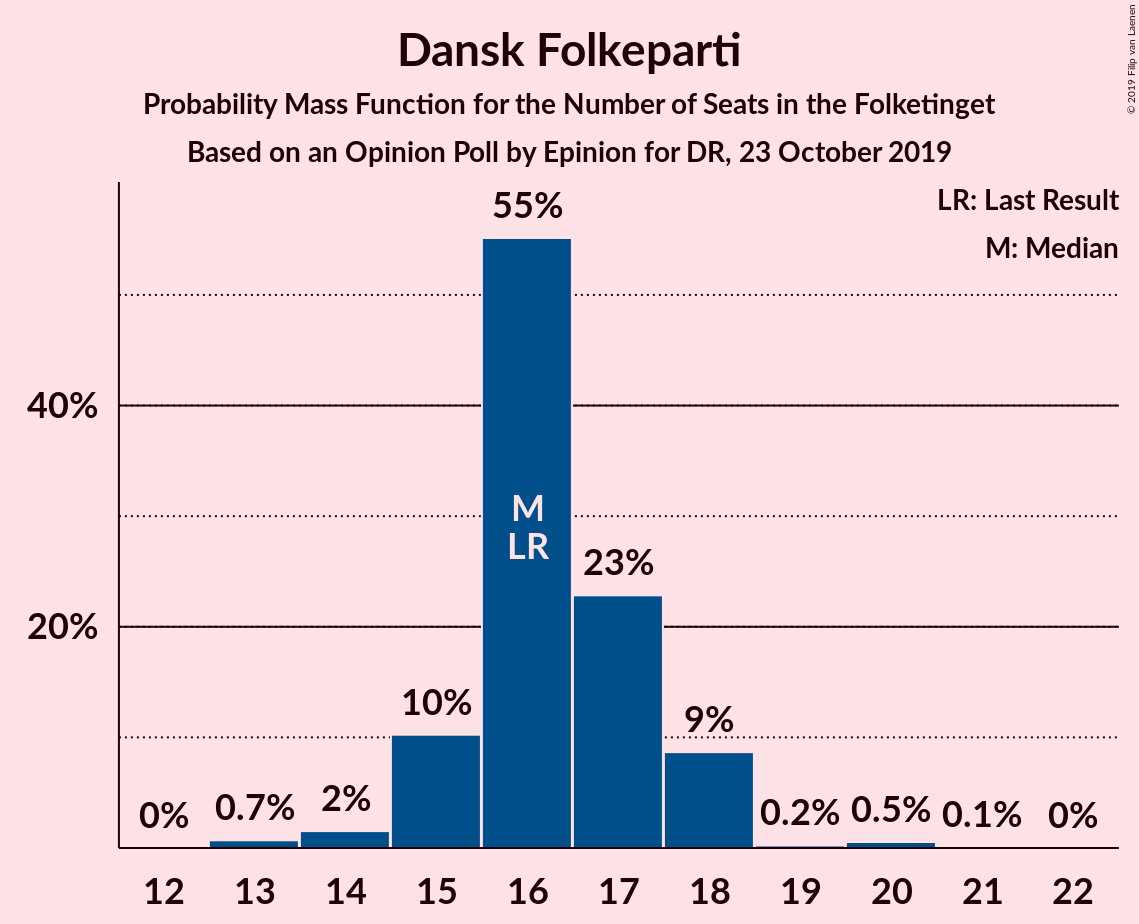 Dansk Folkeparti
Probability Mass Function for the Number of Seats in the Folketinget
Based on an Opinion Poll by Epinion for DR, 23 October 2019
© 2019 Filip van Laenen
LR: Last Result
M: Median
40%
20%
0%
0.7%
2%
10%
55%
M
LR
23%
9%
0.2%
0.5%
0.1%
0%
12 13 14 15 16 17 18 19 20 21 22